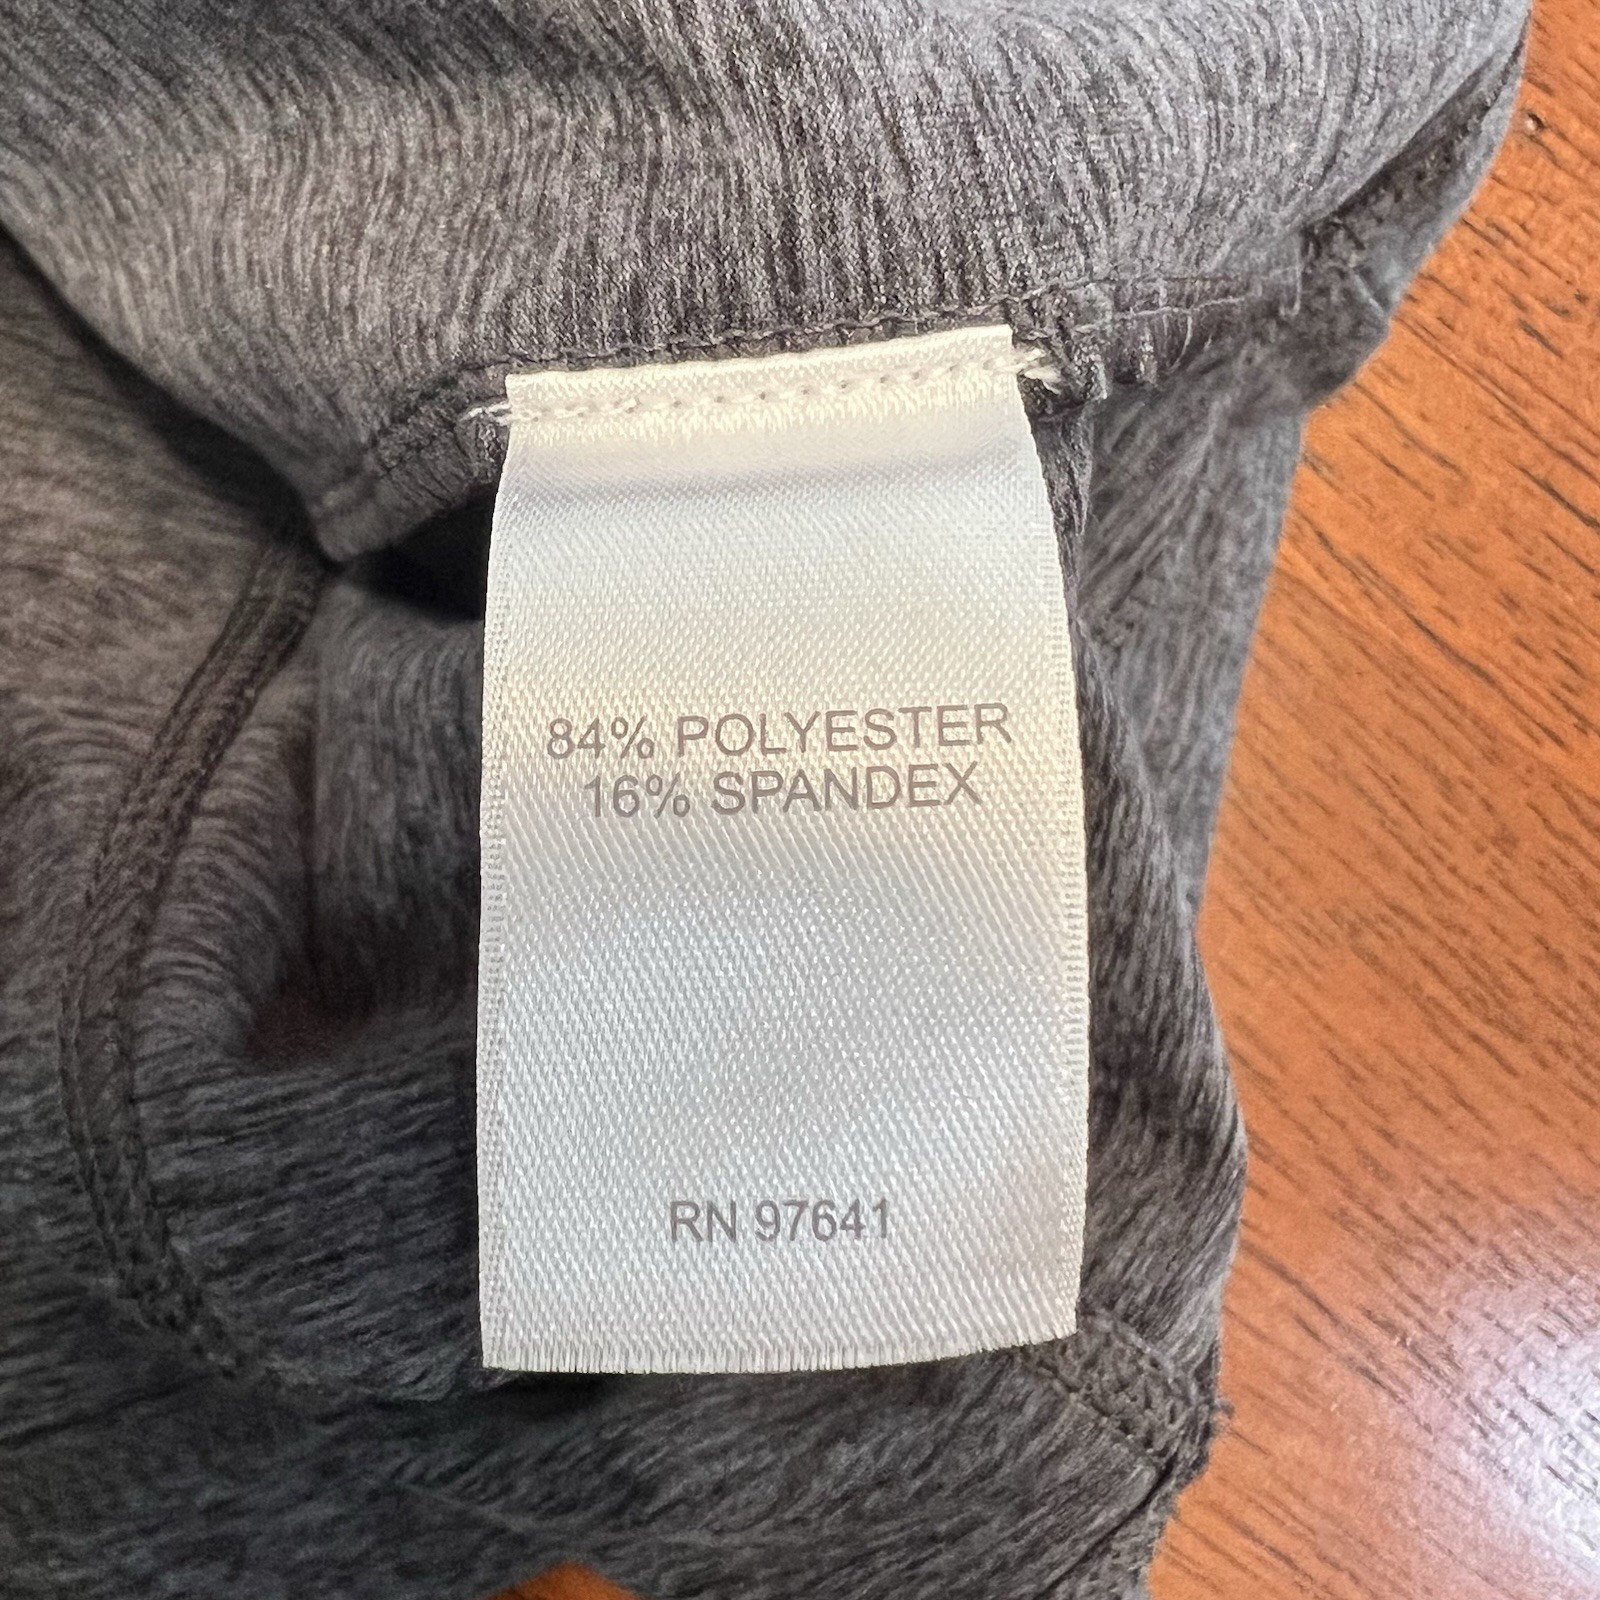 84% POLYESTER
16% SPANDEX
RN 97641